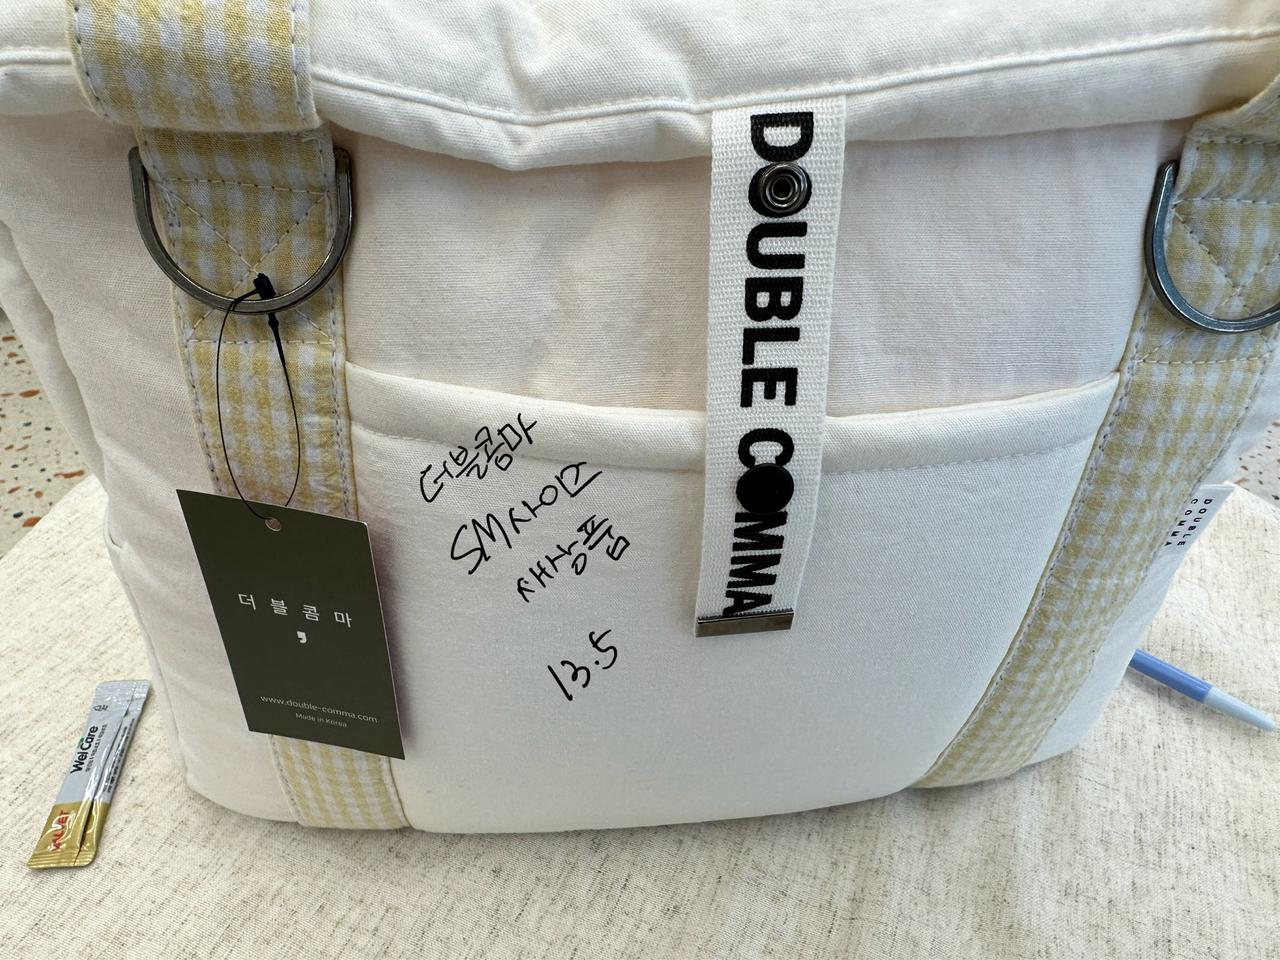 DOUBLE COMMA
더블콤마
SM사이즈
새상품
13.5
더블콤마
,
www.double-comma.com
Made in Korea
WelCare
VELVET
DOUBLE
COMMA